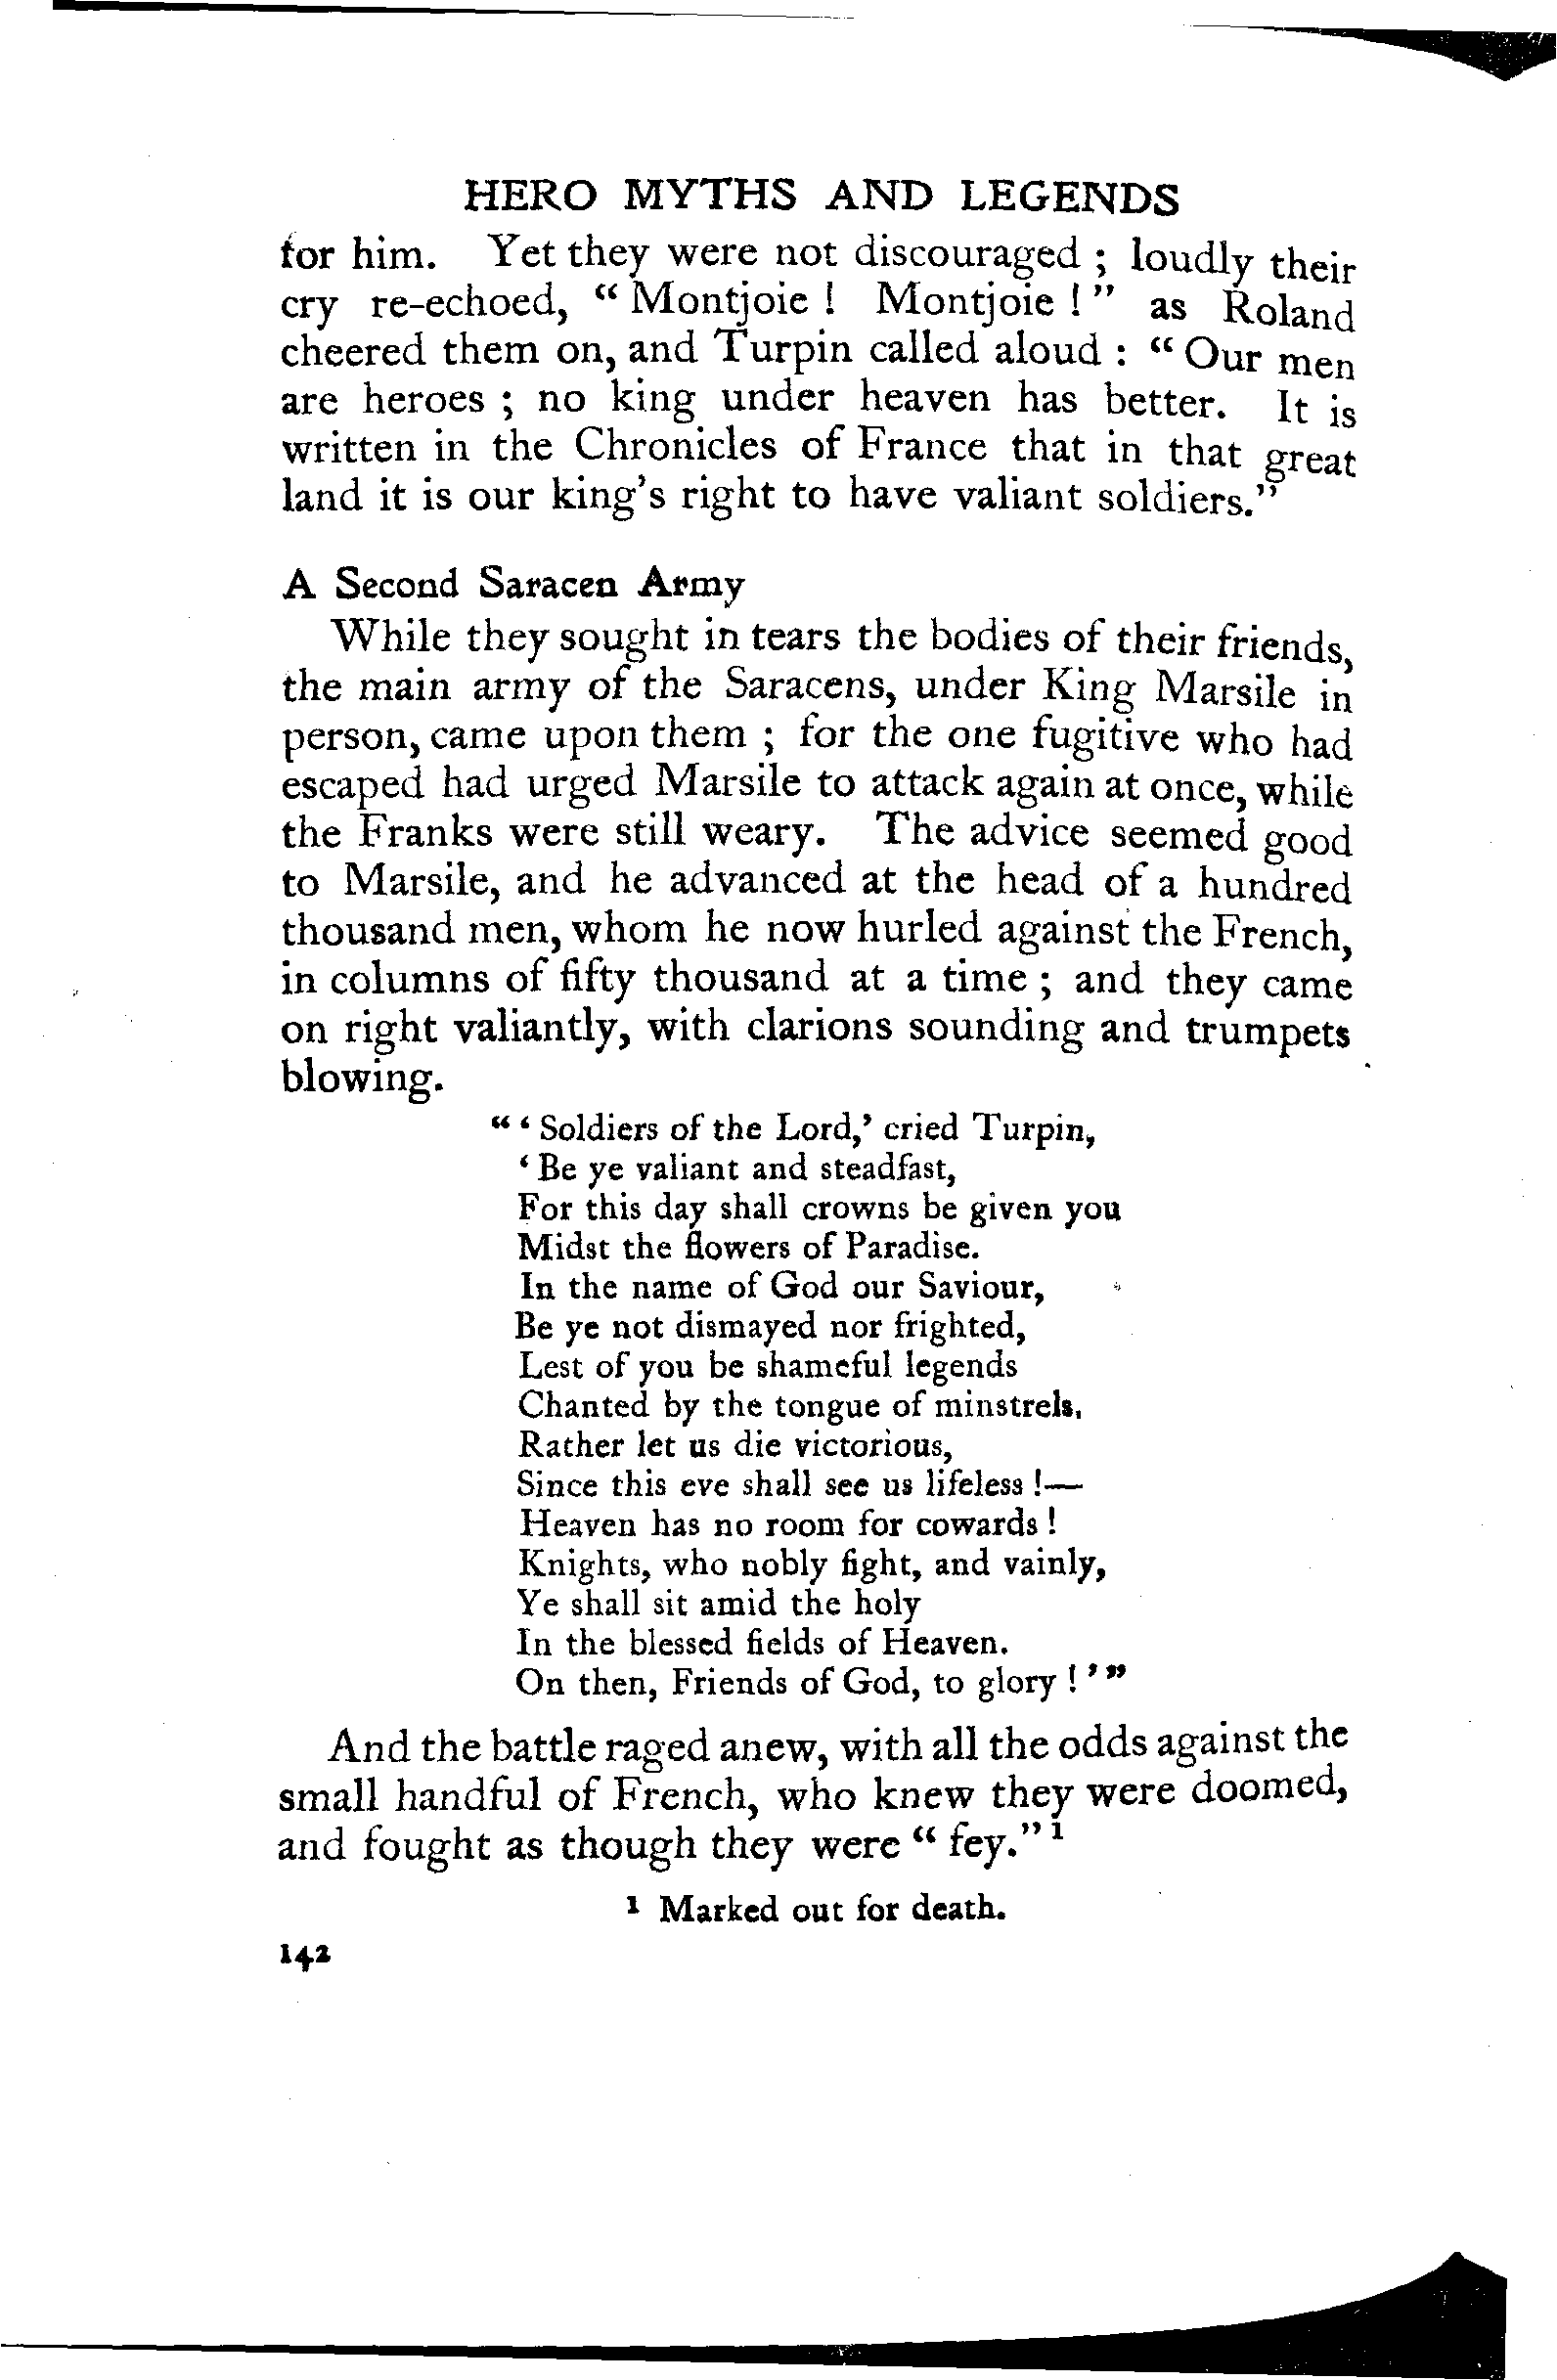 HERO MYTHS AND LEGENDS
for him. Yet they were not discouraged ; loudly their
cry re-echoed, “ Montjoie ! Montjoie ! ” as Roland
cheered them on, and Turpin called aloud : “ Our men
are heroes ; no king under heaven has better. It is
written in the Chronicles of France that in that great
land it is our king’s right to have valiant soldiers.”
A Second Saracen Army
While they sought in tears the bodies of their friends,
the main army of the Saracens, under King Marsile in
person, came upon them ; for the one fugitive who had
escaped had urged Marsile to attack again at once, while
the Franks were still weary. The advice seemed good
to Marsile, and he advanced at the head of a hundred
thousand men, whom he now hurled against the French,
in columns of fifty thousand at a time ; and they came
on right valiantly, with clarions sounding and trumpets
blowing.
“ ‘ Soldiers of the Lord,’ cried Turpin,
‘ Be ye valiant and steadfast,
For this day shall crowns be given you
Midst the flowers of Paradise.
In the name of God our Saviour,
Be ye not dismayed nor frighted,
Lest of you be shameful legends
Chanted by the tongue of minstrels,
Rather let us die victorious,
Since this eve shall see us lifeless !—
Heaven has no room for cowards !
Knights, who nobly fight, and vainly,
Ye shall sit amid the holy
In the blessed fields of Heaven.
On then, Friends of God, to glory ! ’ ”
And the battle raged anew, with all the odds against the
small handful of French, who knew they were doomed,
and fought as though they were “ fey.” 1
1 Marked out for death.
142